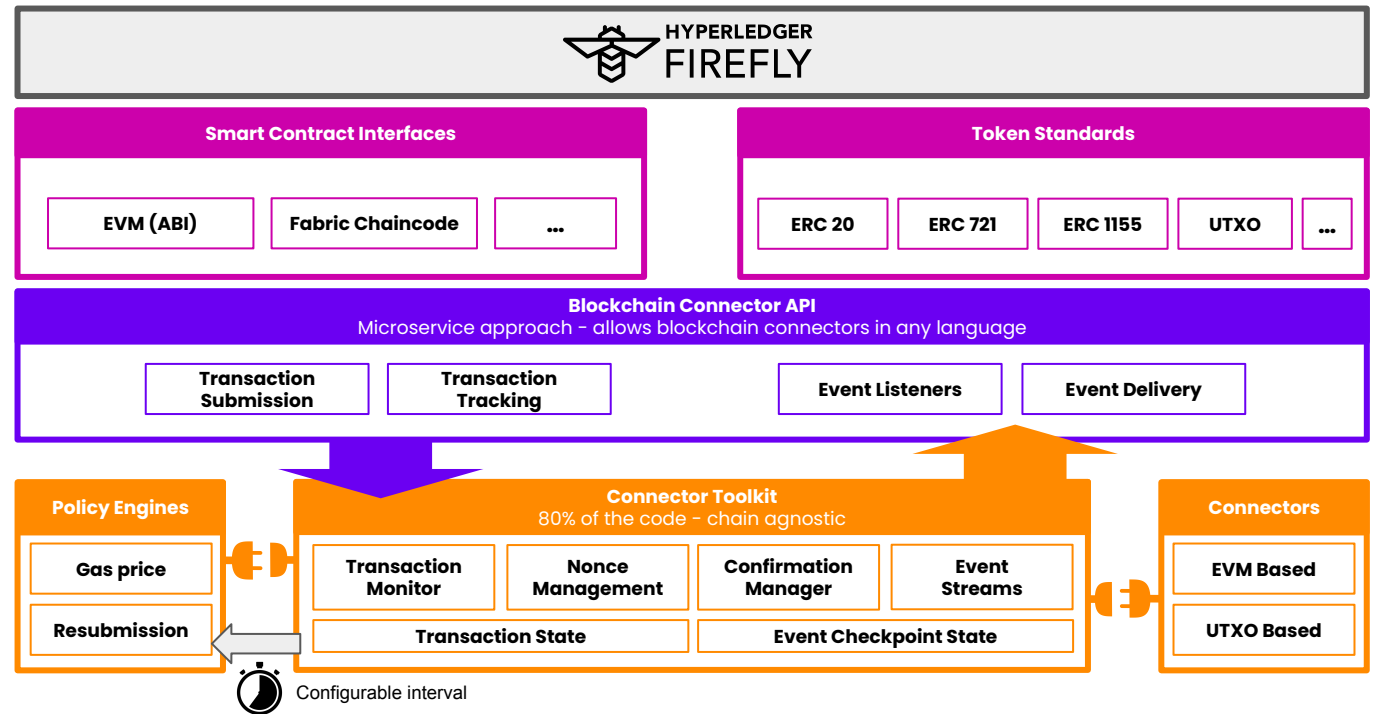 HYPERLEDGER
FIREFLY
Smart Contract Interfaces
EVM (ABI)
Fabric Chaincode
...
Token Standards
ERC 20
ERC 721
ERC 1155
UTXO
...
Blockchain Connector API
Microservice approach - allows blockchain connectors in any language
Transaction
Submission
Transaction
Tracking
Event Listeners
Event Delivery
Policy Engines
Gas price
Resubmission
Connector Toolkit
80% of the code - chain agnostic
Transaction
Monitor
Nonce
Management
Confirmation
Manager
Event
Streams
Transaction State
Event Checkpoint State
Connectors
EVM Based
UTXO Based
Configurable interval